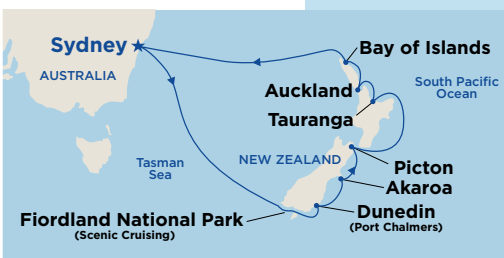 Sydney
Bay of Islands
AUSTRALIA
South Pacific
Ocean
Auckland
Tauranga
Tasman
Sea
NEW ZEALAND
Picton
Akaroa
Fiordland National Park
(Scenic Cruising)
Dunedin
(Port Chalmers)